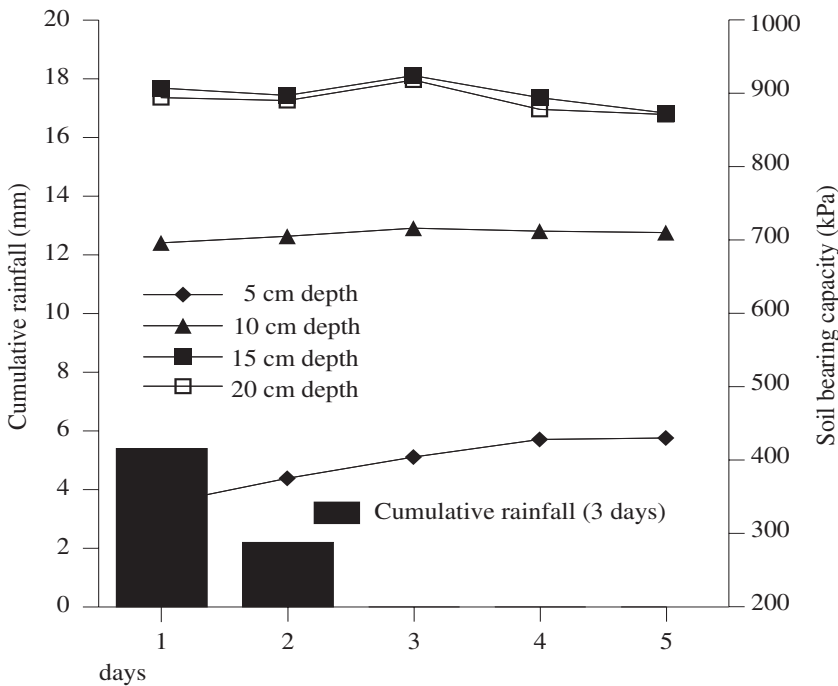 Cumulative rainfall (mm)
20
18
16
14
12
10
8
6
4
2
0
Soil bearing capacity (kPa)
1000
900
800
700
600
500
400
300
200
5 cm depth
10 cm depth
15 cm depth
20 cm depth
Cumulative rainfall (3 days)
1 2 3 4 5
days